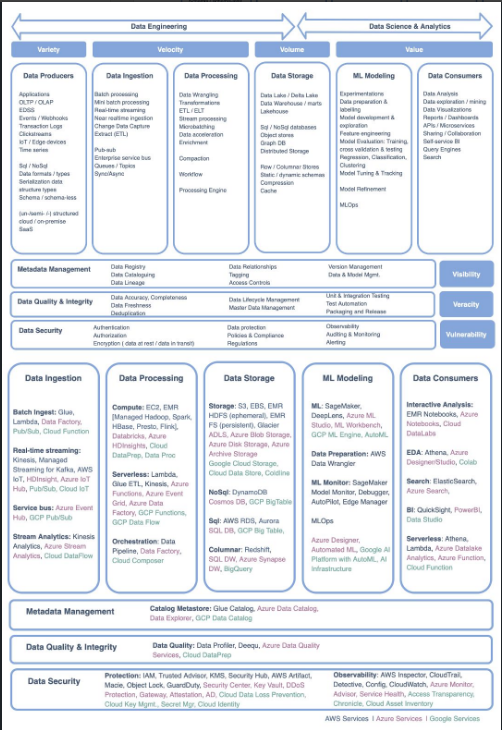 Data Engineering
Data Science & Analytics
Variety
Velocity
Volume
Value
Data Producers
Applications
OLTP / OLAP
EDSS
Events / Webhooks
Transaction Logs
Clickstreams
IoT / Edge devices
Time series
Sql / NoSql
Data formats / types
Serialization data
structure types
Schema / schema-less
(un-/semi- /-) structured
cloud / on-premise
SaaS
Data Ingestion
Batch processing
Mini batch processing
Real-time streaming
Near realtime ingestion
Change Data Capture
Extract (ETL)
Pub-sub
Enterprise service bus
Queues / Topics
Sync/Async
Data Processing
Data Wrangling
Transformations
ETL / ELT
Stream processing
Microbatching
Data acceleration
Enrichment
Compaction
Workflow
Processing Engine
Data Storage
Data Lake / Delta Lake
Data Warehouse / marts
Lakehouse
Sql / NoSql databases
Object stores
Graph DB
Distributed Storage
Row / Columnar Stores
Static / dynamic schemas
Compression
Cache
ML Modeling
Experimentations
Data preparation &
labelling
Model development &
exploration
Feature engineering
Model Evaluation: Training,
cross validation & testing
Regression, Classification,
Clustering
Model Tuning & Tracking
Model Refinement
MLOps
Data Consumers
Data Analysis
Data exploration / mining
Data Visualizations
Reports / Dashboards
APIs / Microservices
Sharing / Collaboration
Self-service BI
Query Engines
Search
Metadata Management
Data Registry
Data Cataloguing
Data Lineage
Data Relationships
Tagging
Access Controls
Version Management
Data & Model Mgmt.
Visibility
Data Quality & Integrity
Data Accuracy, Completeness
Data Freshness
Deduplication
Data Lifecycle Management
Master Data Management
Unit & Integration Testing
Test Automation
Packaging and Release
Veracity
Data Security
Authentication
Authorization
Encryption ( data at rest / data in transit)
Data protection
Policies & Compliance
Regulations
Observability
Auditing & Monitoring
Alerting
Vulnerability
Data Ingestion
Batch Ingest: Glue,
Lambda, Data Factory,
Pub/Sub, Cloud Function
Real-time streaming:
Kinesis, Managed
Streaming for Kafka, AWS
IoT, HDInsight, Azure IoT
Hub, Pub/Sub, Cloud IoT
Service bus: Azure Event
Hub, GCP Pub/Sub
Stream Analytics: Kinesis
Analytics, Azure Stream
Analytics, Cloud DataFlow
Data Processing
Compute: EC2, EMR
[Managed Hadoop, Spark,
HBase, Presto, Flink],
Databricks, Azure
HDInsights, Cloud
DataPrep, Data Proc
Serverless: Lambda,
Glue ETL, Kinesis, Azure
Functions, Azure Event
Grid, Azure Data
Factory, GCP Functions,
GCP Data Flow
Orchestration: Data
Pipeline, Data Factory,
Cloud Composer
Data Storage
Storage: S3, EBS, EMR
HDFS (ephemeral), EMR
FS (persistent), Glacier
ADLS, Azure Blob Storage,
Azure Disk Storage, Azure
Archive Storage
Google Cloud Storage,
Cloud Data Store, Coldline
NoSql: DynamoDB
Cosmos DB, GCP BigTable
Sql: AWS RDS, Aurora
SQL DB, GCP Big Table,
Columnar: Redshift,
SQL DW, Azure Synapse
DW, BigQuery
ML Modeling
ML: SageMaker,
DeepLens, Azure ML
Studio, ML Workbench,
GCP ML Engine, AutoML
Data Preparation: AWS
Data Wrangler
ML Monitor: SageMaker
Model Monitor, Debugger,
AutoPilot, Edge Manager
MLOps
Azure Designer,
Automated ML, Google AI
Platform with AutoML, AI
Infrastructure
Data Consumers
Interactive Analysis:
EMR Notebooks, Azure
Notebooks, Cloud
DataLabs
EDA: Athena, Azure
Designer/Studio, Colab
Search: ElasticSearch,
Azure Search,
BI: QuickSight, PowerBI,
Data Studio
Serverless: Athena,
Lambda, Azure Datalake
Analytics, Azure Function,
Cloud Function
Metadata Management
Catalog Metastore: Glue Catalog, Azure Data Catalog,
Data Explorer, GCP Data Catalog
Data Quality & Integrity
Data Quality: Data Profiler, Deequ, Azure Data Quality
Services, Cloud DataPrep
Data Security
Protection: IAM, Trusted Advisor, KMS, Security Hub, AWS Artifact,
Macie, Object Lock, GuardDuty, Security Center, Key Vault, DDoS
Protection, Gateway, Attestation, AD, Cloud Data Loss Prevention,
Cloud Key Mgmt., Secret Mgr, Cloud Identity
Observability: AWS Inspector, CloudTrail,
Detective, Config, CloudWatch, Azure Monitor,
Advisor, Service Health, Access Transparency,
Chronicle, Cloud Asset Inventory
AWS Services I Azure Services I Google Services